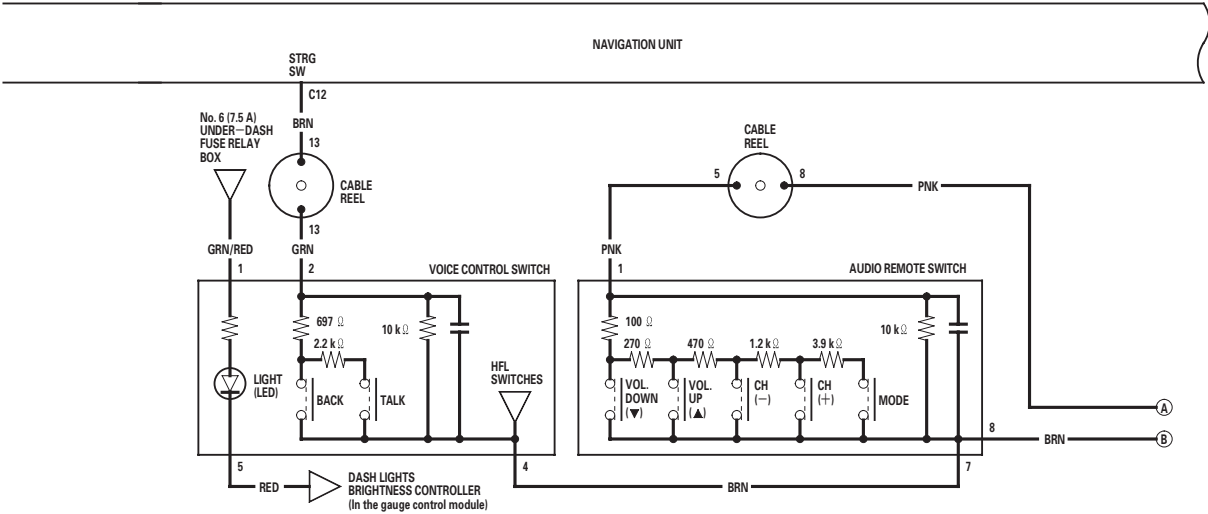 NAVIGATION UNIT
STRG
SW
C12
No. 6 (7.5 A)
UNDER–DASH
FUSE RELAY
BOX
BRN
13
CABLE
REEL
13
GRN/RED
GRN
1
2
VOICE CONTROL SWITCH
697 Ω
2.2 kΩ
10 kΩ
LIGHT
(LED)
BACK
TALK
HFL
SWITCHES
5
4
RED
DASH LIGHTS
BRIGHTNESS CONTROLLER
(In the gauge control module)
BRN
CABLE
REEL
5
8
PNK
PNK
1
AUDIO REMOTE SWITCH
100 Ω
270 Ω
470 Ω
1.2 kΩ
3.9 kΩ
10 kΩ
VOL.
DOWN
(▼)
VOL.
UP
(▲)
CH
(–)
CH
(+)
MODE
8
7
BRN
A
B